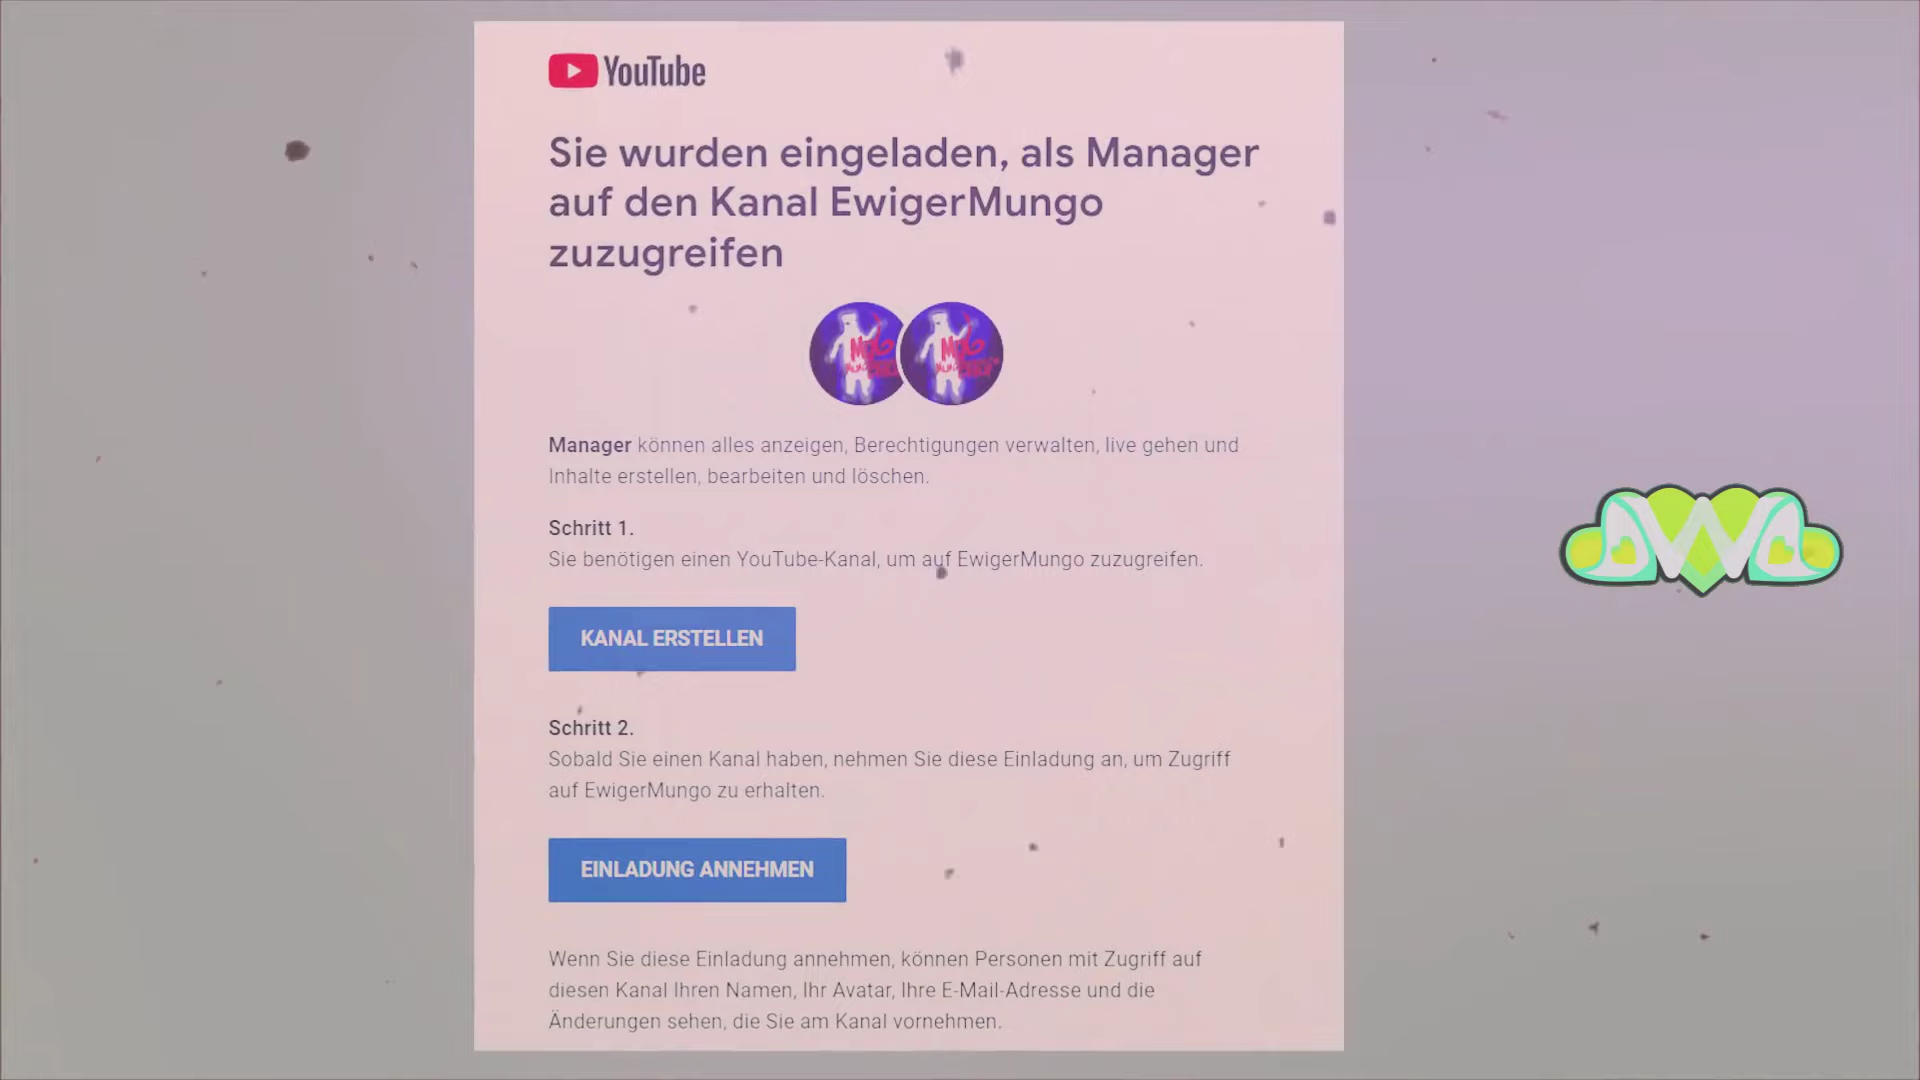 YouTube
Sie wurden eingeladen, als Manager
auf den Kanal EwigerMungo
zuzugreifen
Manager können alles anzeigen, Berechtigungen verwalten, live gehen und
Inhalte erstellen, bearbeiten und löschen.
Schritt 1.
Sie benötigen einen YouTube-Kanal, um auf EwigerMungo zuzugreifen.
KANAL ERSTELLEN
Schritt 2.
Sobald Sie einen Kanal haben, nehmen Sie diese Einladung an, um Zugriff
auf EwigerMungo zu erhalten.
EINLADUNG ANNEHMEN
Wenn Sie diese Einladung annehmen, können Personen mit Zugriff auf
diesen Kanal Ihren Namen, Ihr Avatar, Ihre E-Mail-Adresse und die
Änderungen sehen, die Sie am Kanal vornehmen.